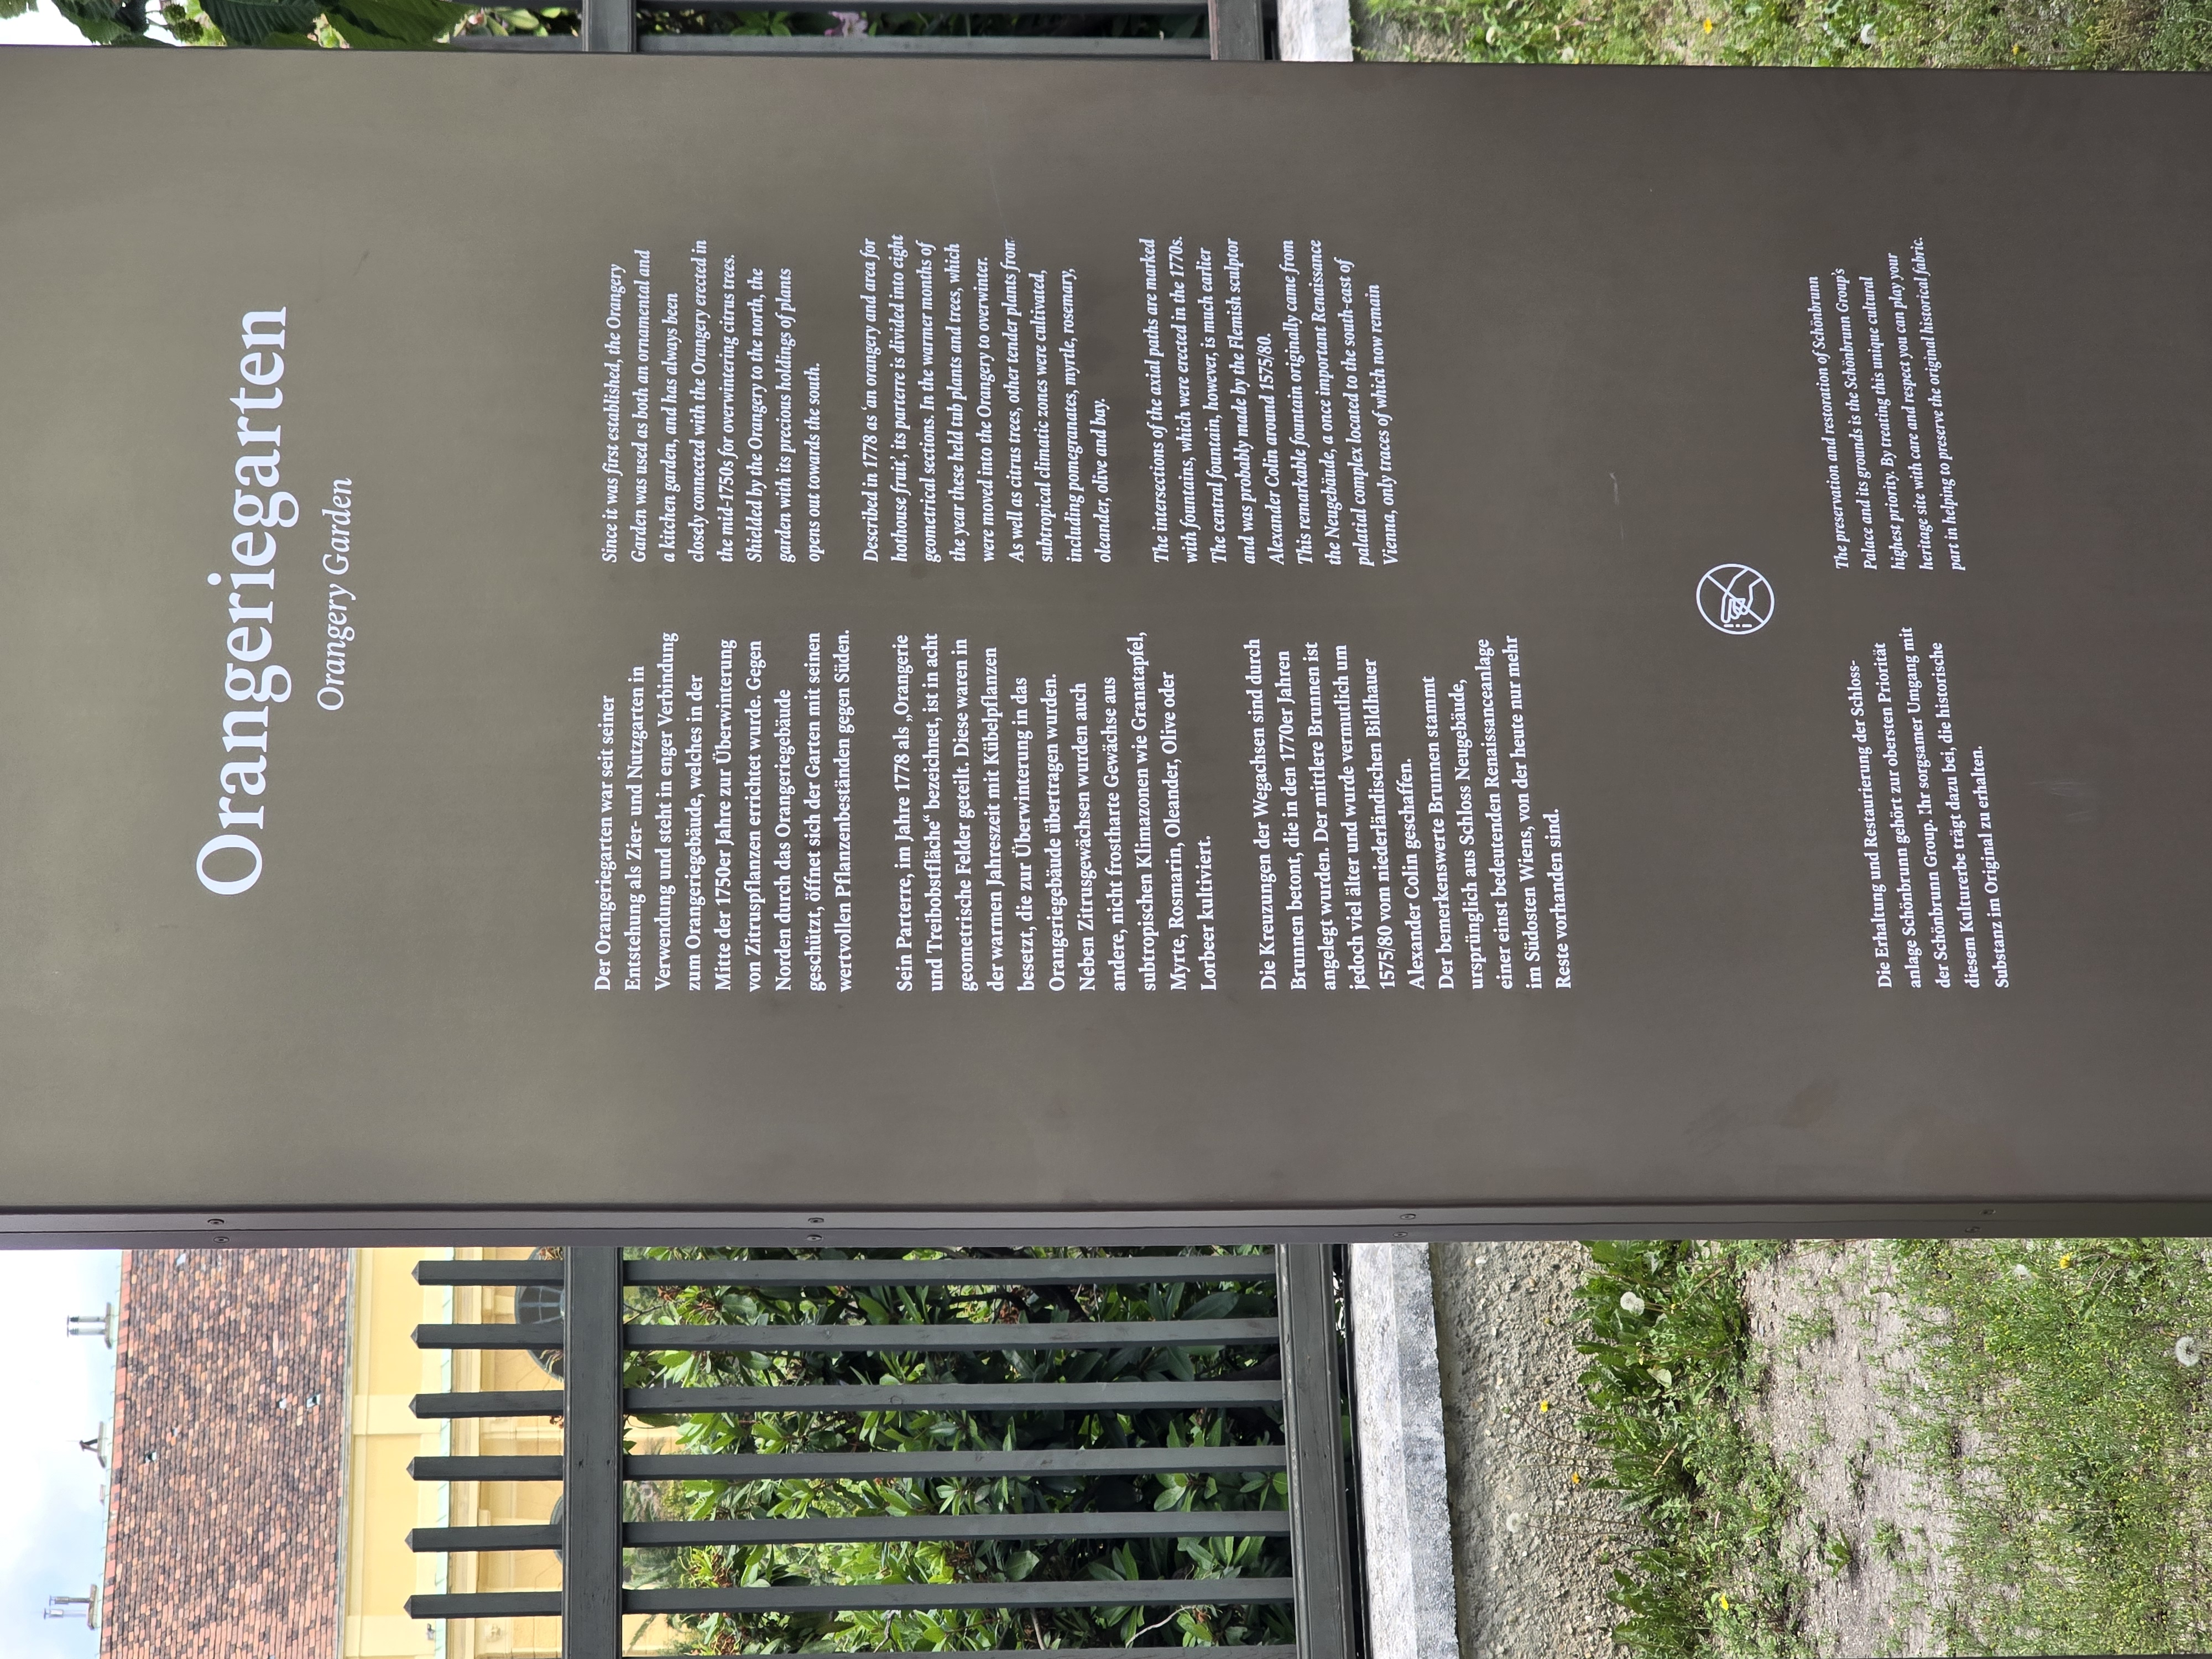 Orangeriegarten
Orangery Garden
Der Orangeriegarten war seit seiner
Entstehung als Zier- und Nutzgarten in
Verwendung und steht in enger Verbindung
zum Orangeriegebäude, welches in der
Mitte der 1750er Jahre zur Überwinterung
von Zitruspflanzen errichtet wurde. Gegen
Norden durch das Orangeriegebäude
geschützt, öffnet sich der Garten mit seinen
wertvollen Pflanzenbeständen gegen Süden.
Sein Parterre, im Jahre 1778 als „Orangerie
und Treibobstfläche“ bezeichnet, ist in acht
geometrische Felder geteilt. Diese waren in
der warmen Jahreszeit mit Kübelpflanzen
besetzt, die zur Überwinterung in das
Orangeriegebäude übertragen wurden.
Neben Zitrusgewächsen wurden auch
andere, nicht frostharte Gewächse aus
subtropischen Klimazonen wie Granatapfel,
Myrre, Rosmarin, Oleander, Olive oder
Lorbeer kultiviert.
Die Kreuzungen der Wegachsen sind durch
Brunnen betont, die in den 1770er Jahren
angelegt wurden. Der mittlere Brunnen ist
jedoch viel älter und wurde vermutlich um
1575/80 vom niederländischen Bildhauer
Alexander Colin geschaffen.
Der bemerkenswerte Brunnen stammt
ursprünglich aus Schloss Neugebäude,
einer einst bedeutenden Renaissanceanlage
im Südosten Wiens, von der heute nur mehr
Reste vorhanden sind.
Since it was first established, the Orangery
Garden was used as both an ornamental and
a kitchen garden, and has always been
closely connected with the Orangery erected in
the mid-1750s for overwintering citrus trees.
Shielded by the Orangery to the north, the
garden with its precious holdings of plants
opens out towards the south.
Described in 1778 as ‘an orangery and area for
hothouse fruit’, its parterre is divided into eight
geometrical sections. In the warmer months of
the year these held tub plants and trees, which
were moved into the Orangery to overwinter.
As well as citrus trees, other tender plants from
subtropical climatic zones were cultivated,
including pomegranates, myrtle, rosemary,
oleander, olive and bay.
The intersections of the axial paths are marked
with fountains, which were erected in the 1770s.
The central fountain, however, is much earlier
and was probably made by the Flemish sculptor
Alexander Colin around 1575/80.
This remarkable fountain originally came from
the Neugebäude, a once important Renaissance
palatial complex located to the south-east of
Vienna, only traces of which now remain
Die Erhaltung und Restaurierung der Schloss-
anlage Schönbrunn gehört zur obersten Priorität
der Schönbrunn Group. Ihr sorgsamer Umgang mit
diesem Kulturerbe trägt dazu bei, die historische
Substanz im Original zu erhalten.
The preservation and restoration of Schönbrunn
Palace and its grounds is the Schönbrunn Group's
highest priority. By treating this unique cultural
heritage site with care and respect you can play your
part in helping to preserve the original historical fabric.